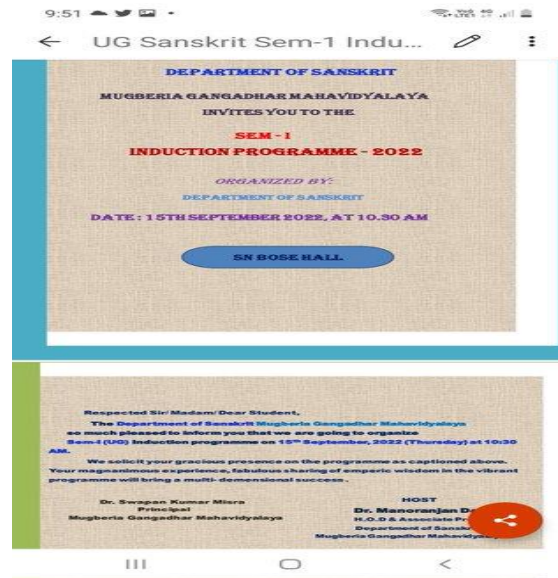 9:51
UG Sanskrit Sem-1 Indu...
DEPARTMENT OF SANSKRIT
MUGBERIA GANGADHAR MAHAVIDYALAYA
INVITES YOU TO THE
SEM - I
INDUCTION PROGRAMME - 2022
ORGANIZED BY:
DEPARTMENT OF SANSKRIT
DATE : 15TH SEPTEMBER 2022, AT 10.30 AM
SN BOSE HALL
Respected Sir/Madam/Dear Student,
The Department of Sanskrit Mugberia Gangadhar Mahavidyalaya
so much pleased to inform you that we are going to organize
Sem-I (UG) Induction programme on 15th September, 2022 (Thursday) at 10:30
AM.
We solicit your gracious presence on the programme as captioned above.
Your magnanimous experience, fabulous sharing of emperic wisdom in the vibrant
programme will bring a multi-demensional success.
Dr. Swapan Kumar Misra
Principal
Mugberia Gangadhar Mahavidyalaya
HOST
Dr. Manoranjan
H.O.D & Associate
Department of
Mugberia Gangadhar